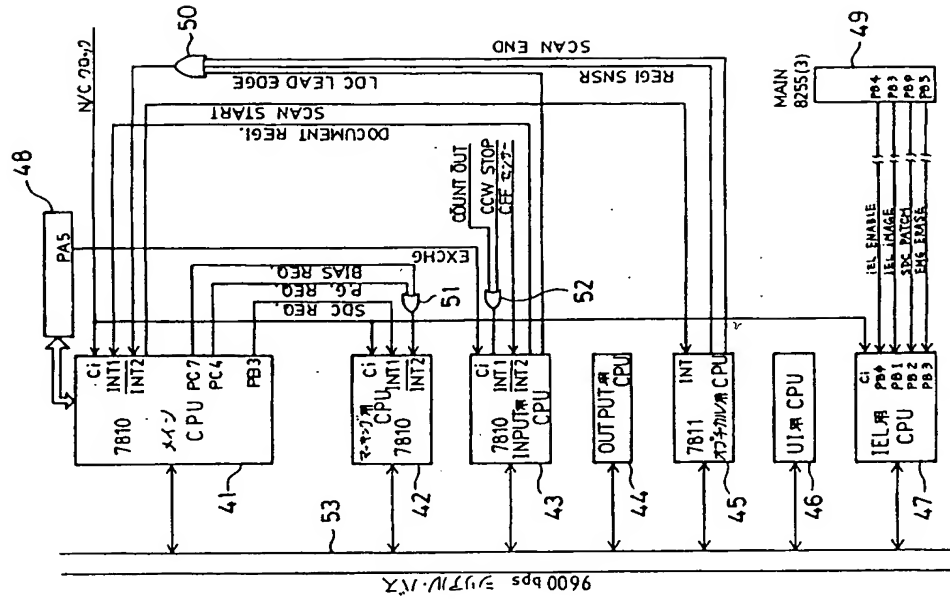 48
PA5
N/C クロック
Ci
INT1
INT2
7810
メイン
CPU
PC7
PC4
PB3
41
50
LDC LEAD EDGE
REGI SNSR
SCAN END
SCAN START
DOCUMENT REGI.
EXCHG
BIAS REQ.
P.G. REQ.
SDC REQ.
51
Ci
INT1
INT2
マーキング用
CPU
7810
42
COUNT OUT
CCW STOP
CFF センサー
52
Ci
INT1
INT2
7810
INPUT用
CPU
43
OUTPUT用
CPU
44
INT
7811
オプチカル用CPU
45
UI用 CPU
46
MAIN
8255(3)
49
PB4
PB3
PB5
IEL ENABLE
IEL IMAGE
SDC PATCH
EMG ERASE
Ci
PB1
PB2
PB3
IEL用
CPU
47
53
9600 bps シリアル・バス